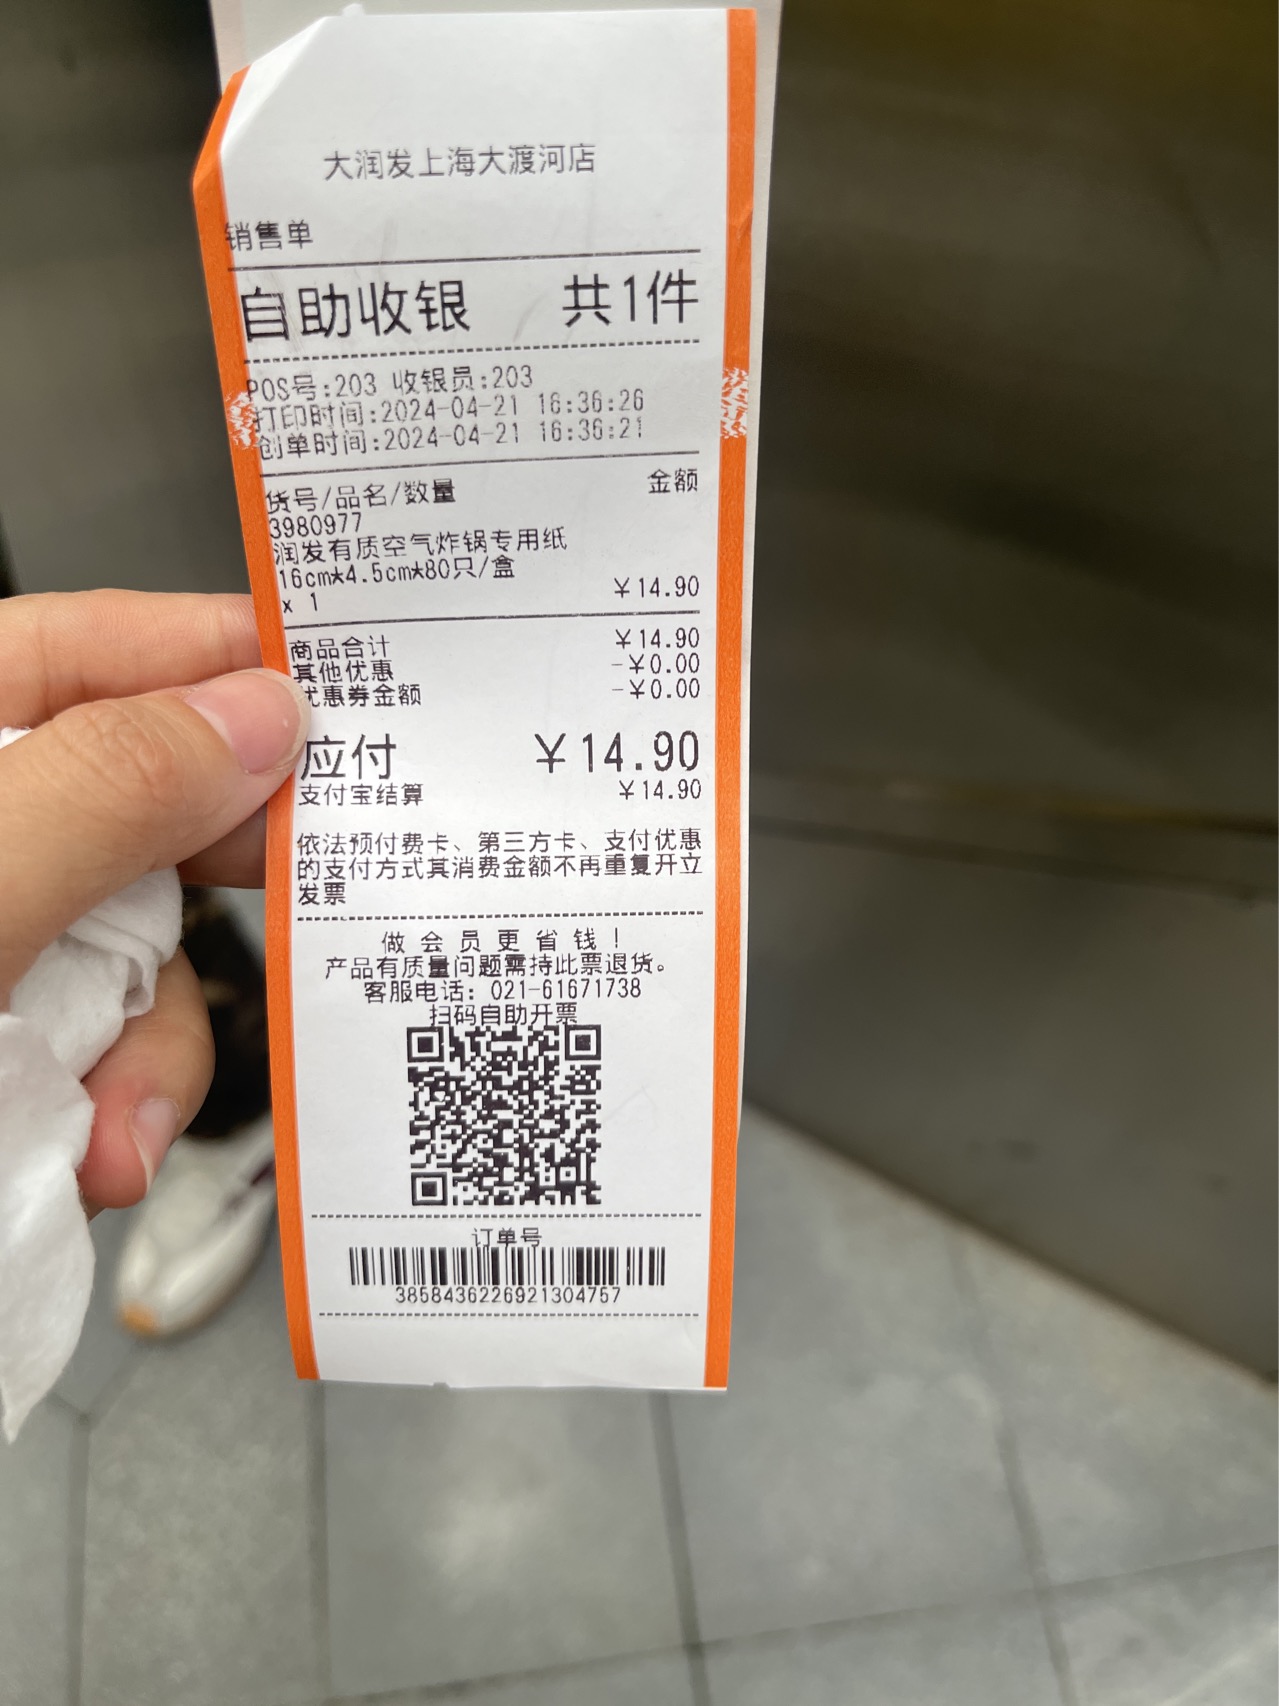 大润发上海大渡河店
销售单
自助收银 共1件
POS号:203 收银员:203
打印时间:2024-04-21 16:36:26
创单时间:2024-04-21 16:36:21
货号/品名/数量 金额
3980977
润发有质空气炸锅专用纸
16cm*4.5cm*80只/盒
x 1 ￥14.90
商品合计 ￥14.90
其他优惠 -￥0.00
优惠券金额 -￥0.00
应付 ￥14.90
支付宝结算 ￥14.90
依法预付费卡、第三方卡、支付优惠
的支付方式其消费金额不再重复开立
发票
做会员更省钱!
产品有质量问题需持此票退货。
客服电话: 021-61671738
扫码自助开票
订单号
3858436226921304757